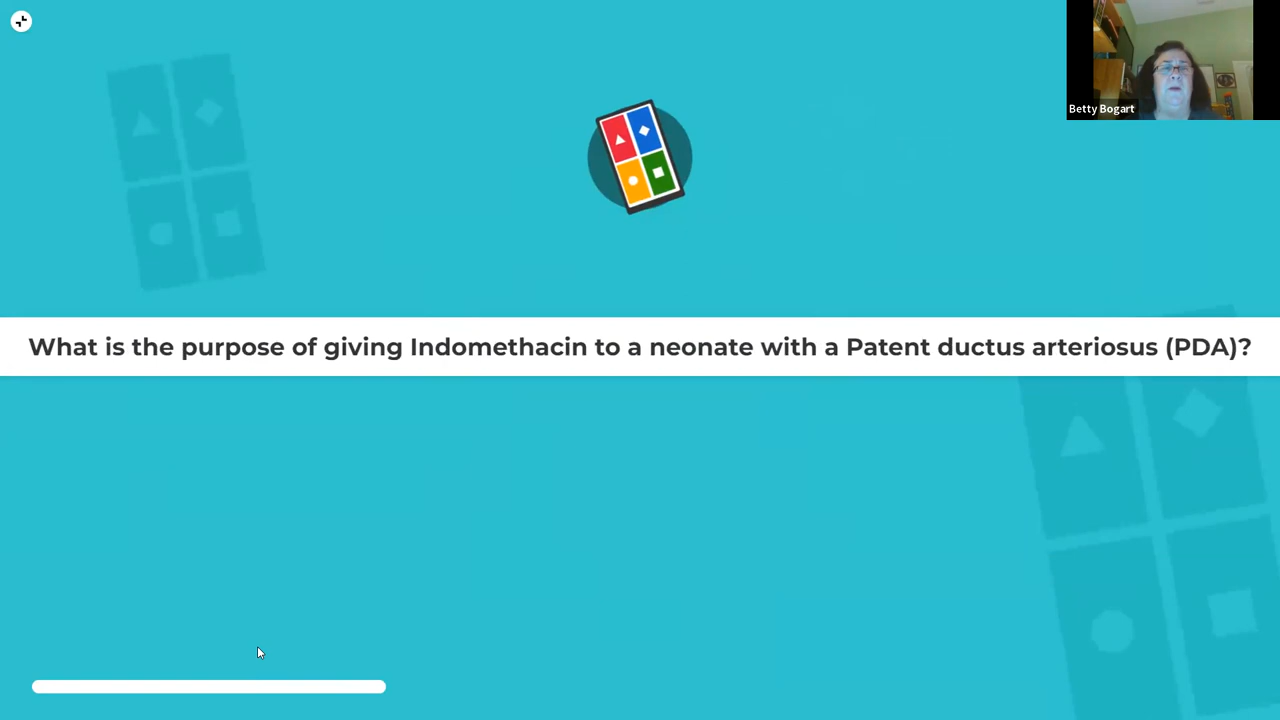 Betty Bogart
What is the purpose of giving Indomethacin to a neonate with a Patent ductus arteriosus (PDA)?